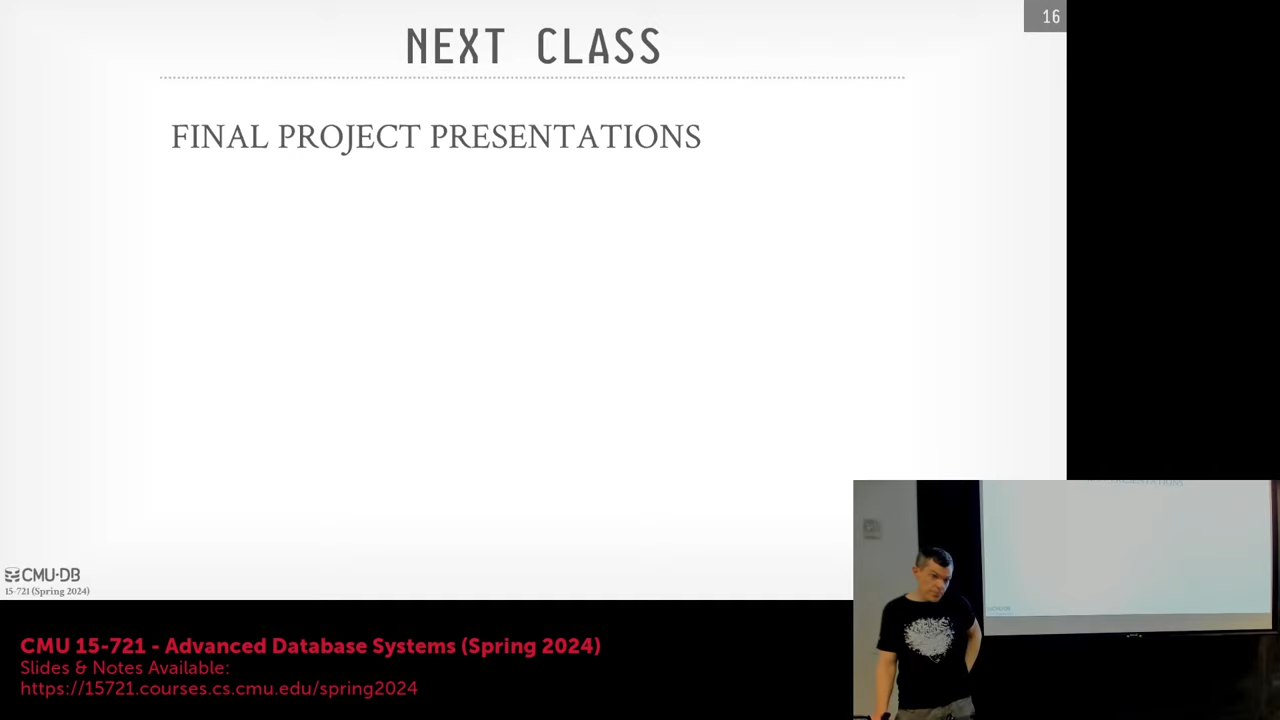 16
NEXT CLASS
FINAL PROJECT PRESENTATIONS
CMU·DB
15-721 (Spring 2024)
CMU 15-721 - Advanced Database Systems (Spring 2024)
Slides & Notes Available:
https://15721.courses.cs.cmu.edu/spring2024